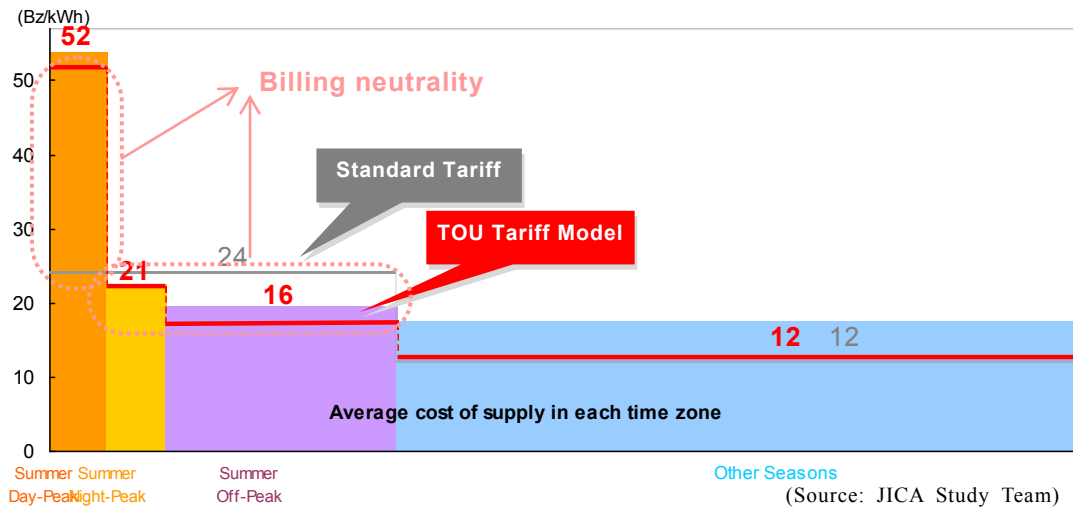 (Bz/kWh)
52
50
Billing neutrality
40
Standard Tariff
30
TOU Tariff Model
24
21
20
16
12 12
10
Average cost of supply in each time zone
0
Summer Summer Summer Other Seasons
Day-Peak Night-Peak Off-Peak
(Source: JICA Study Team)